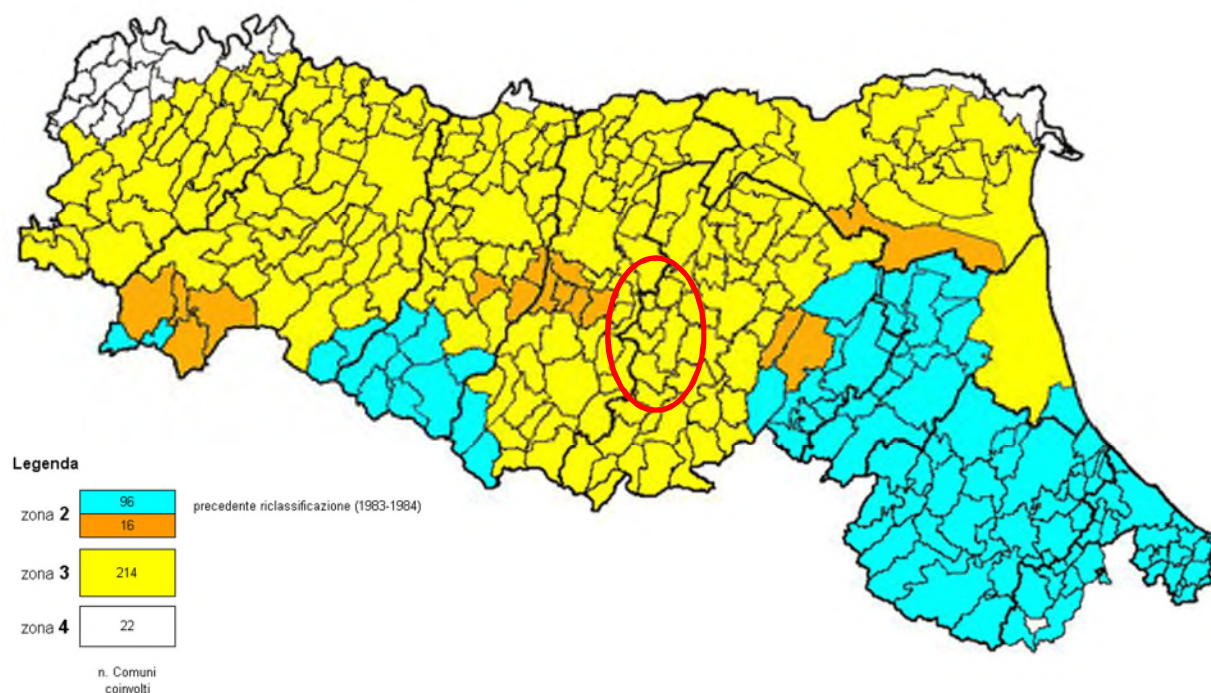 Legenda
zona 2
96
precedente riclassificazione (1983-1984)
16
zona 3
214
zona 4
22
n. Comuni
coinvolti